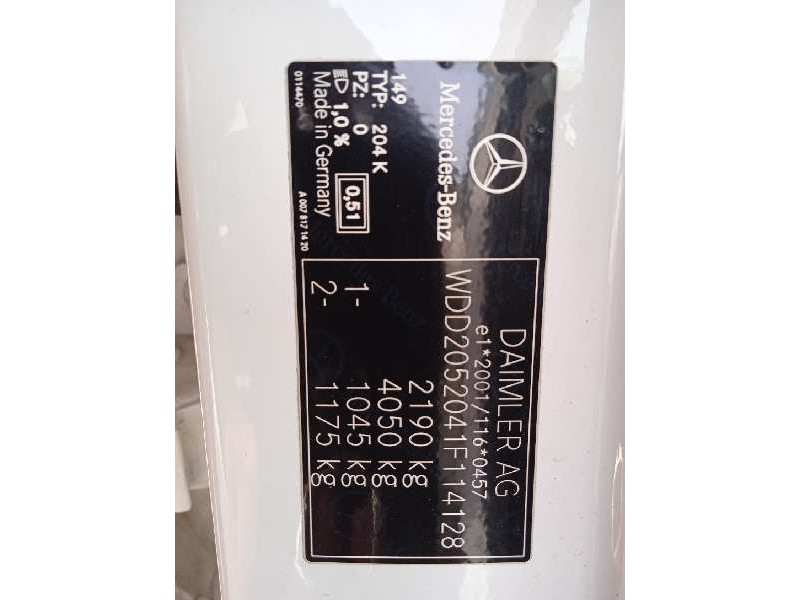 Mercedes-Benz
149
TYP: 204 K
PZ: 0
1,0 %
0,51
Made in Germany
0114470
A 007 817 14 20
DAIMLER AG
e1*2001/116*0457
WDD2052041F114128
2190 kg
4050 kg
1- 1045 kg
2- 1175 kg